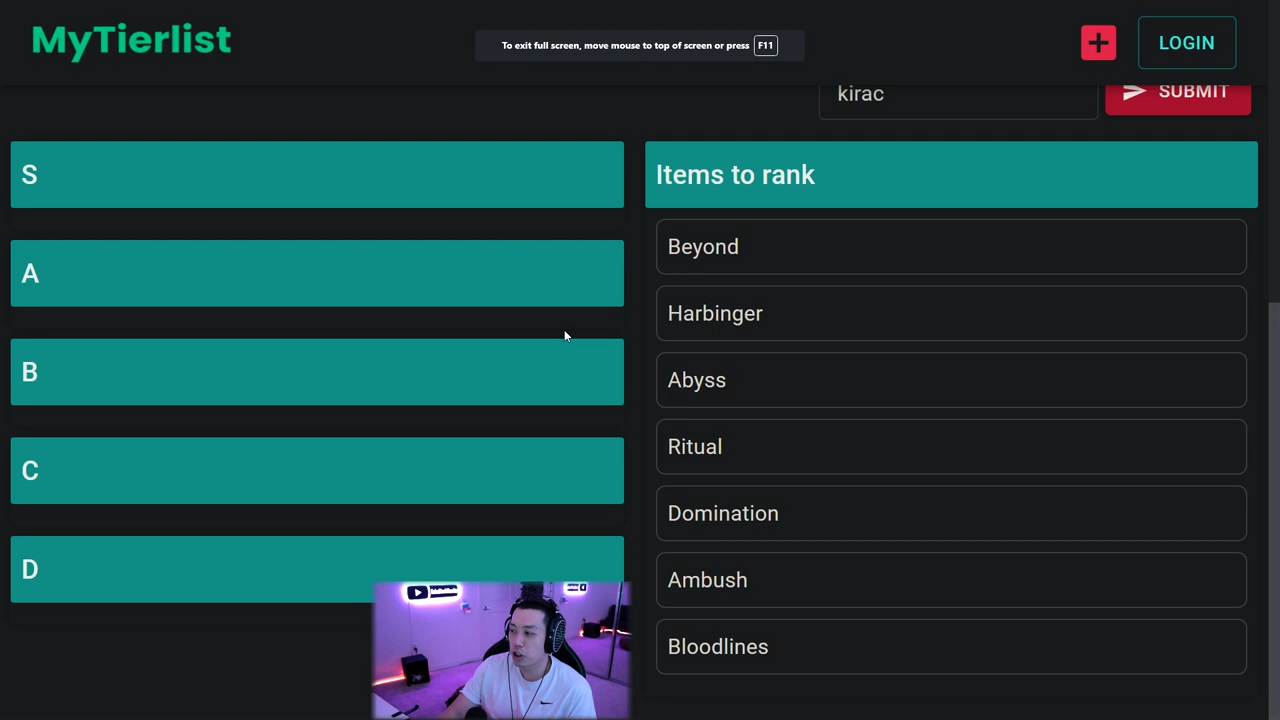 MyTierlist
To exit full screen, move mouse to top of screen or press F11
LOGIN
kirac
SUBMIT
S
A
B
C
D
Items to rank
Beyond
Harbinger
Abyss
Ritual
Domination
Ambush
Bloodlines